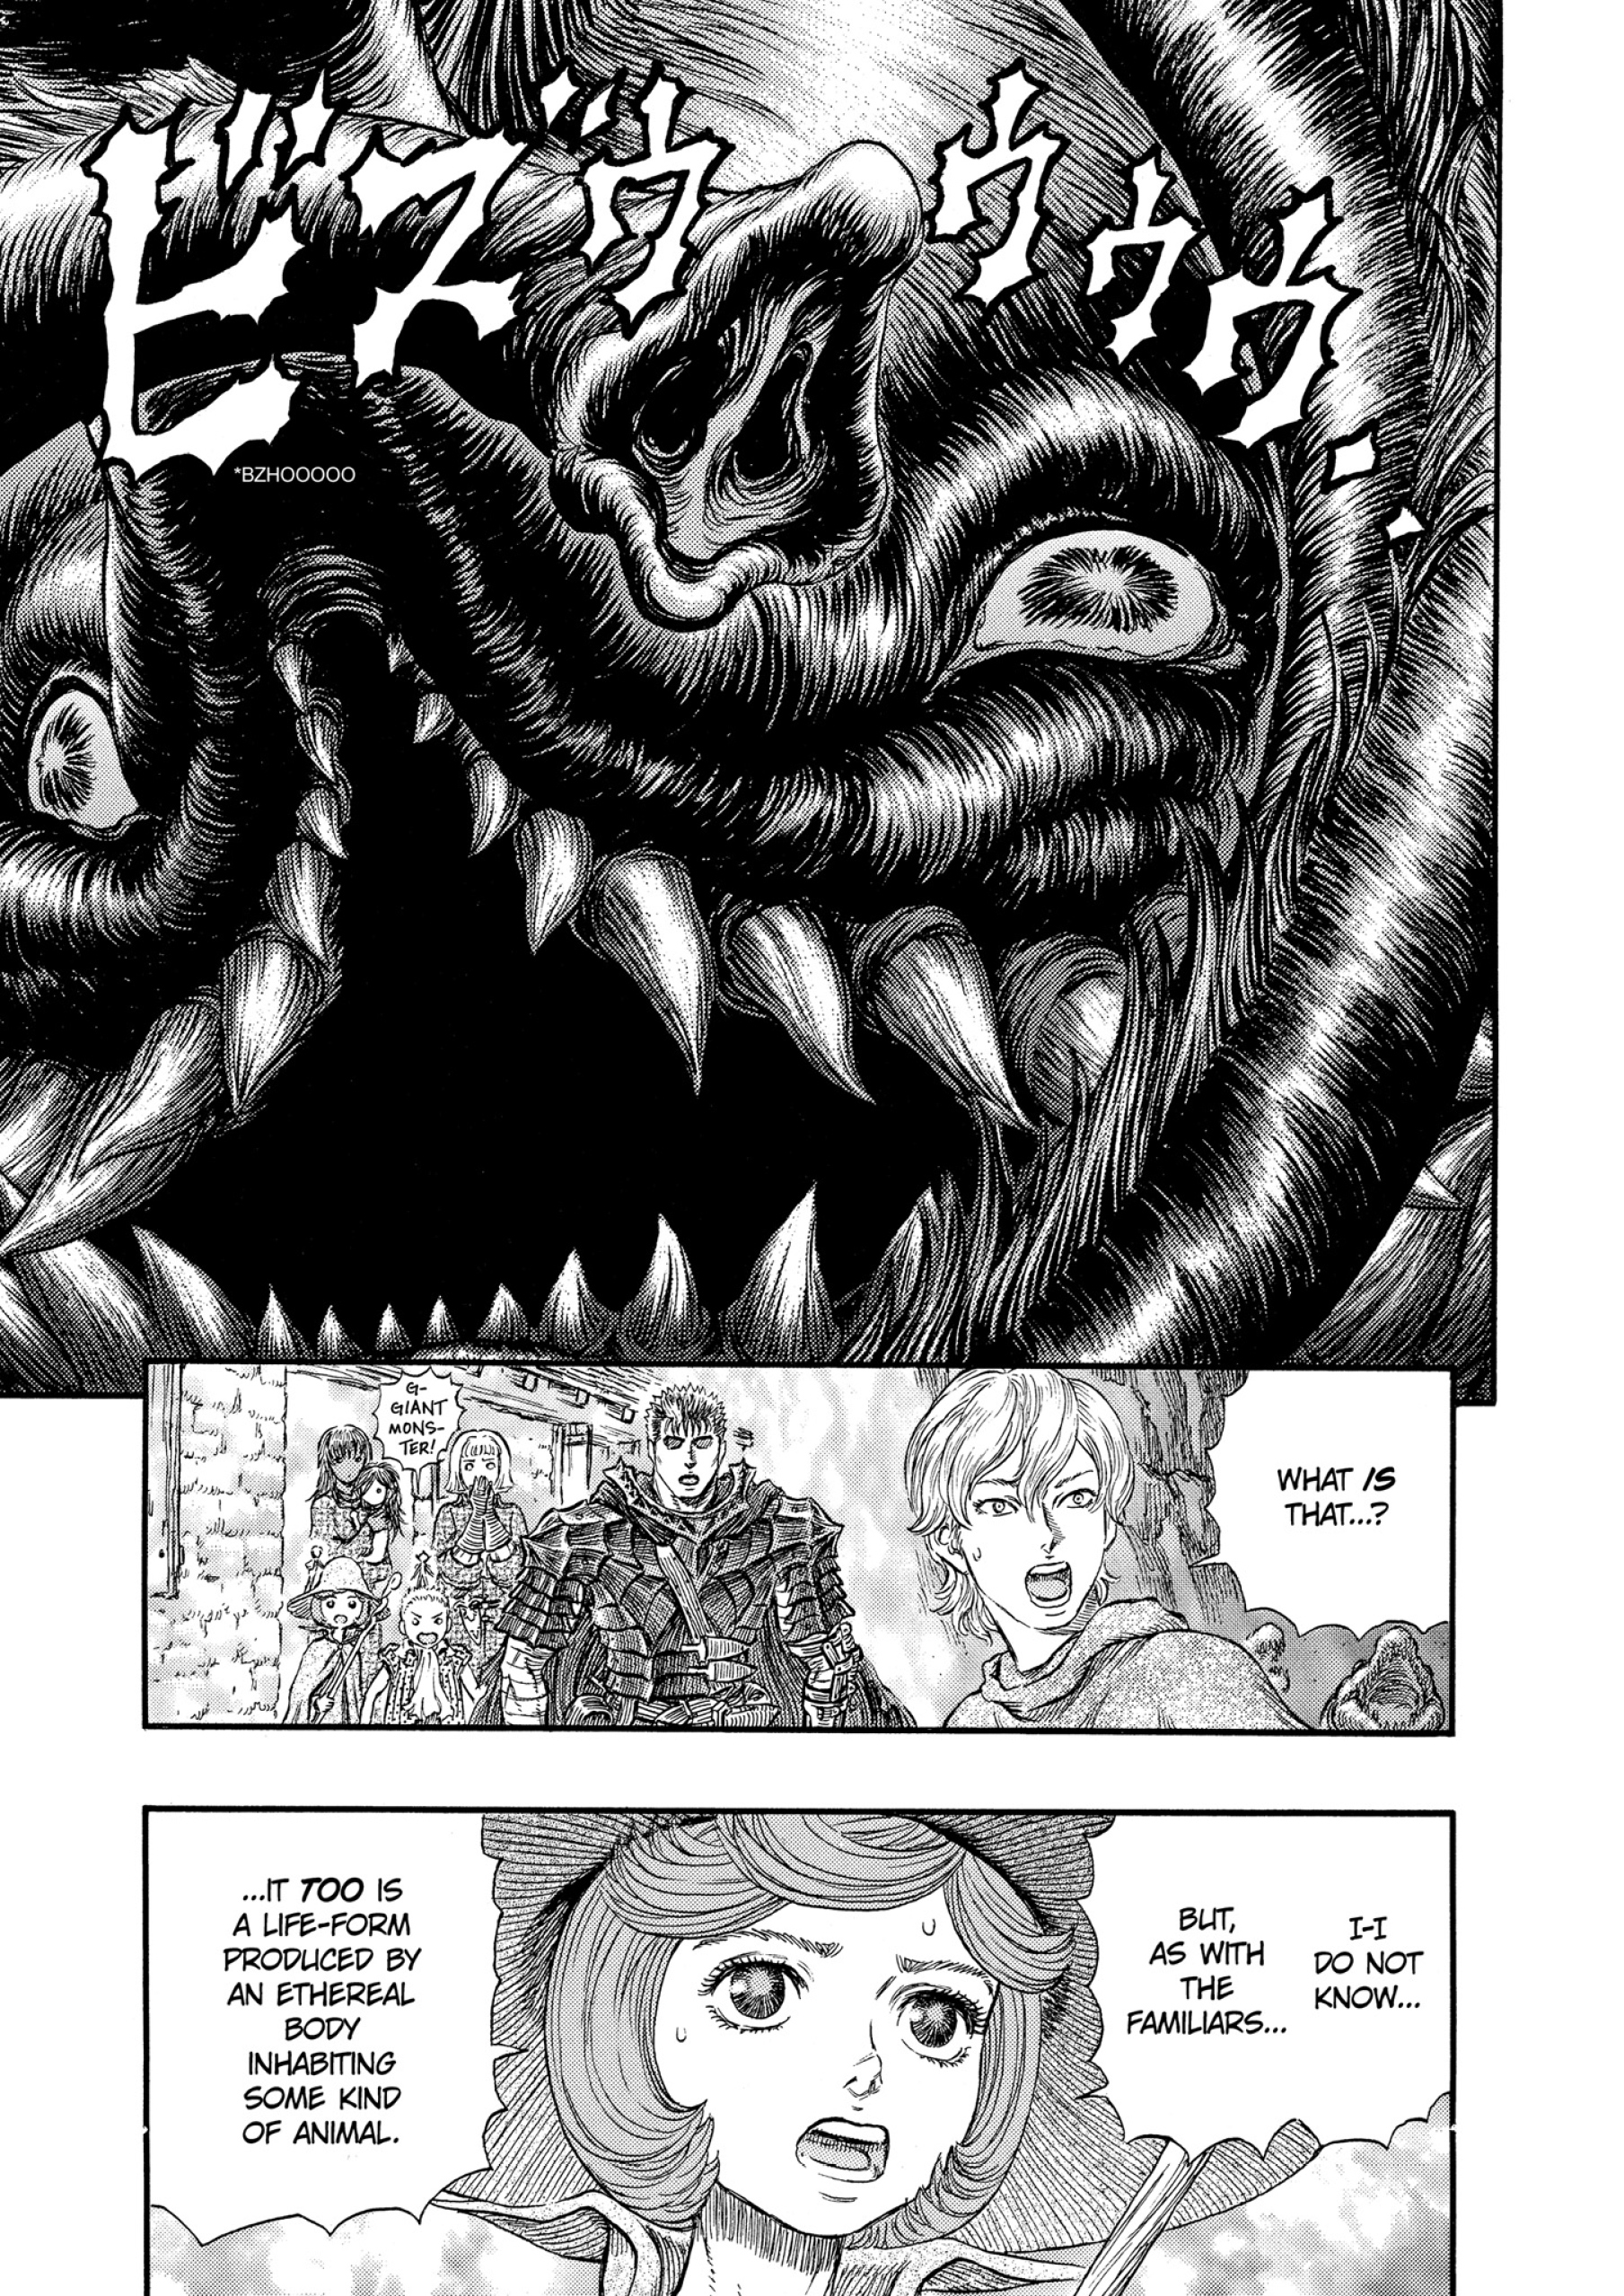 ビズゥウゥゥ
*BZHOOOOO
WHAT IS
THAT...?
G-
GIANT
MONS-
TER!
I-I
DO NOT
KNOW...
BUT,
AS WITH
THE
FAMILIARS...
...IT TOO IS
A LIFE-FORM
PRODUCED BY
AN ETHEREAL
BODY
INHABITING
SOME KIND
OF ANIMAL.